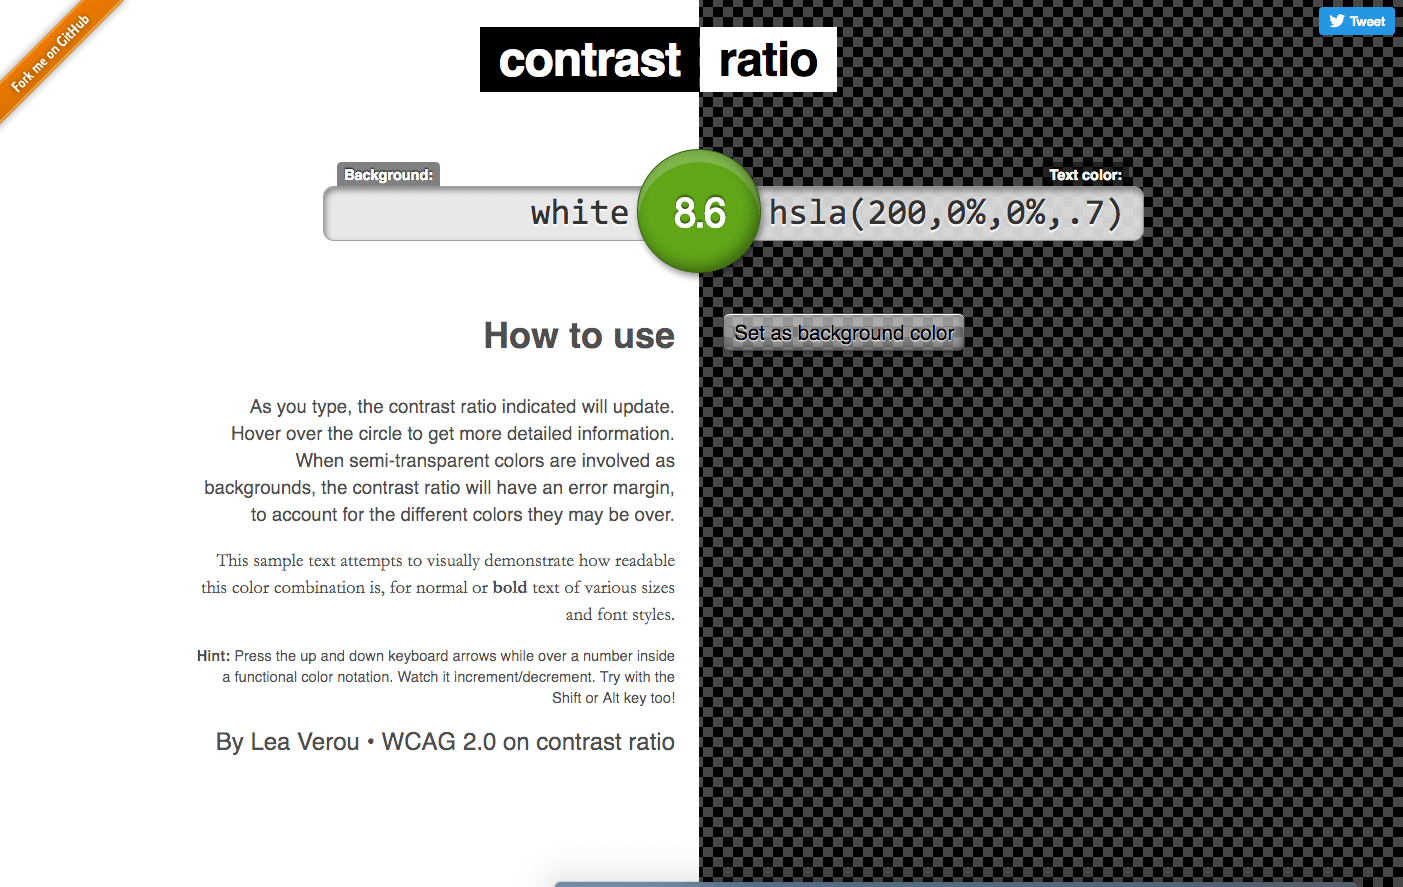 Fork me on GitHub
Tweet
contrast ratio
Background:
Text color:
white
8.6
hsla(200,0%,0%,.7)
How to use
Set as background color
As you type, the contrast ratio indicated will update.
Hover over the circle to get more detailed information.
When semi-transparent colors are involved as
backgrounds, the contrast ratio will have an error margin,
to account for the different colors they may be over.
This sample text attempts to visually demonstrate how readable
this color combination is, for normal or bold text of various sizes
and font styles.
Hint: Press the up and down keyboard arrows while over a number inside
a functional color notation. Watch it increment/decrement. Try with the
Shift or Alt key too!
By Lea Verou • WCAG 2.0 on contrast ratio